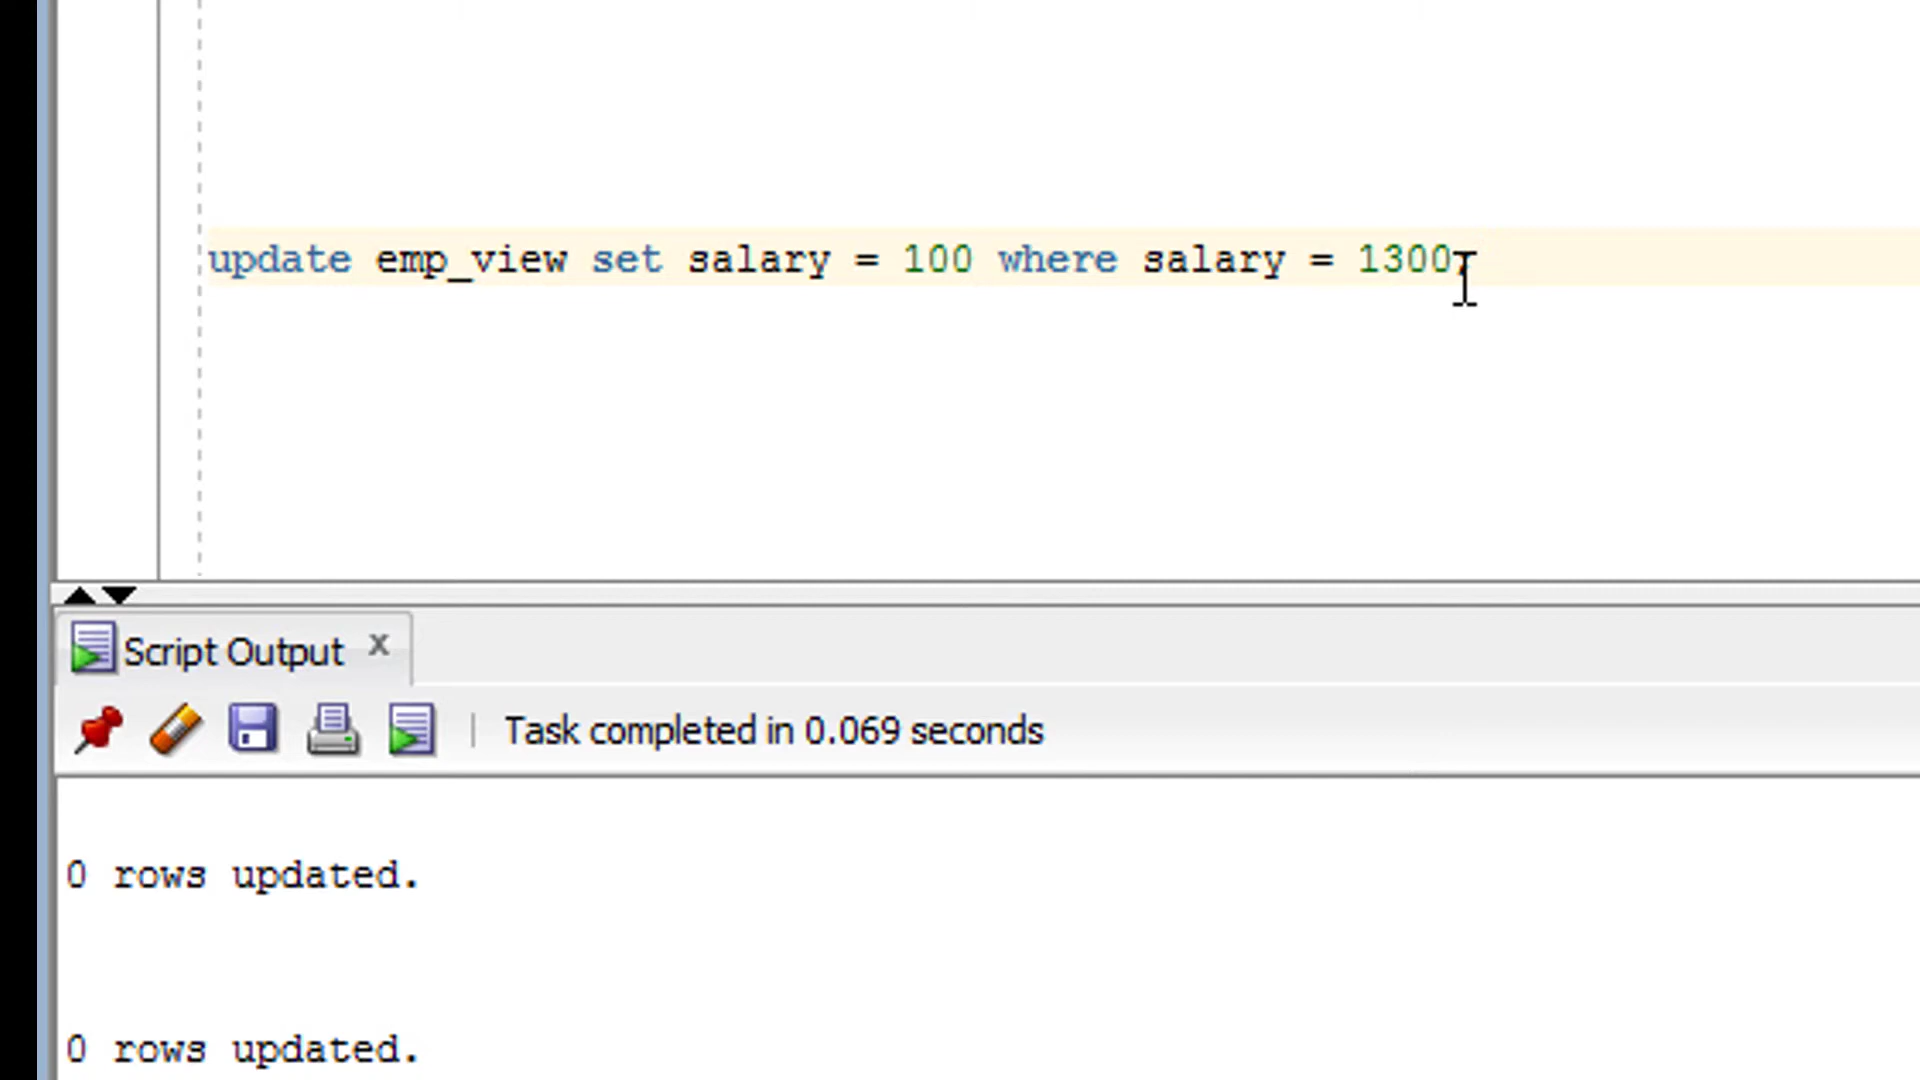 update emp_view set salary = 100 where salary = 1300;
Script Output x
Task completed in 0.069 seconds
0 rows updated.
0 rows updated.